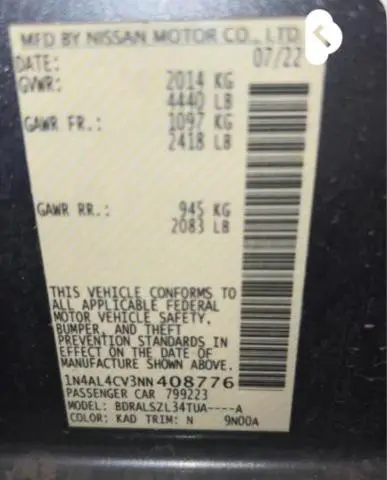 MFD BY NISSAN MOTOR CO., LTD
DATE: 07/22
GVWR: 2014 KG
4440 LB
GAWR FR.: 1097 KG
2418 LB
GAWR RR.: 945 KG
2083 LB
THIS VEHICLE CONFORMS TO
ALL APPLICABLE FEDERAL
MOTOR VEHICLE SAFETY,
BUMPER, AND THEFT
PREVENTION STANDARDS IN
EFFECT ON THE DATE OF
MANUFACTURE SHOWN ABOVE.
1N4AL4CV3NN408776
PASSENGER CAR 799223
MODEL: BDRALSZL34TUA----A
COLOR: KAD TRIM: N 9N00A